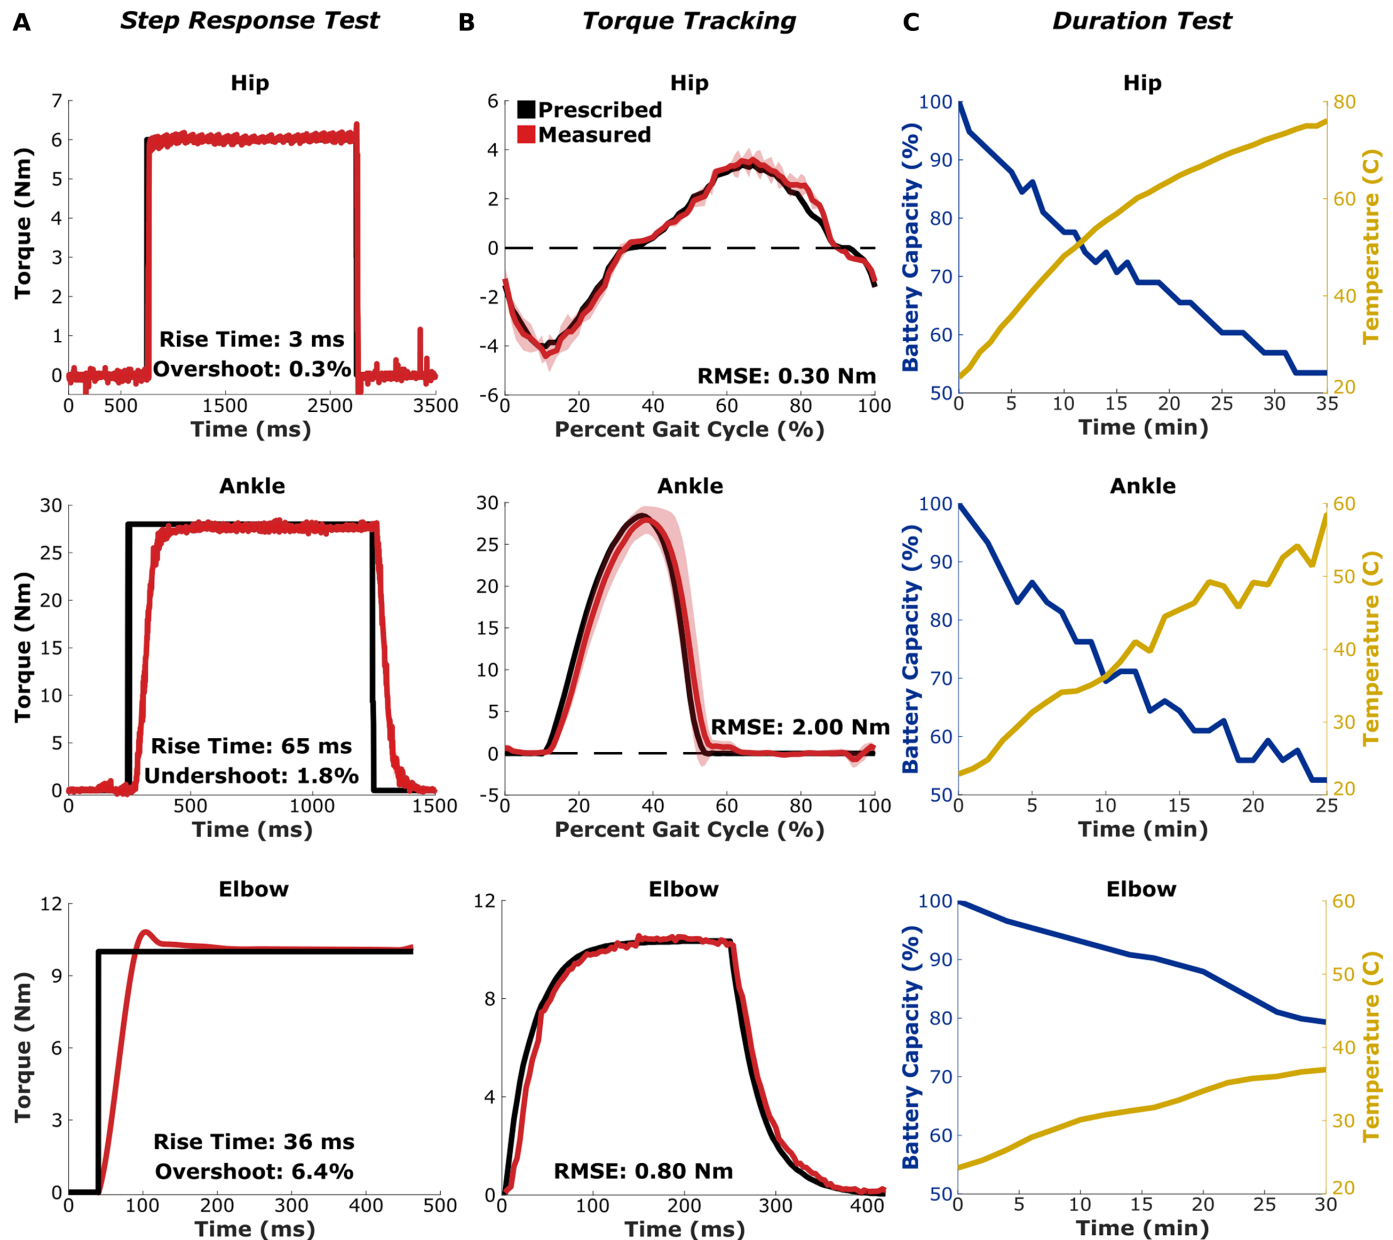 A Step Response Test B Torque Tracking C Duration Test
Hip
Torque (Nm)
7
6
5
4
3
2
1
0
Rise Time: 3 ms
Overshoot: 0.3%
0 500 1500 2500 3500
Time (ms)
Hip
Prescribed
Measured
6
4
2
0
-2
-4
-6
RMSE: 0.30 Nm
0 20 40 60 80 100
Percent Gait Cycle (%)
Hip
Battery Capacity (%)
100
90
80
70
60
50
80
60
40
20
Temperature (C)
0 5 10 15 20 25 30 35
Time (min)
Ankle
Torque (Nm)
30
25
20
15
10
5
0
Rise Time: 65 ms
Undershoot: 1.8%
0 500 1000 1500
Time (ms)
Ankle
30
25
20
15
10
5
0
-5
RMSE: 2.00 Nm
0 20 40 60 80 100
Percent Gait Cycle (%)
Ankle
Battery Capacity (%)
100
90
80
70
60
50
60
50
40
30
20
Temperature (C)
0 5 10 15 20 25
Time (min)
Elbow
Torque (Nm)
12
9
6
3
0
Rise Time: 36 ms
Overshoot: 6.4%
0 100 200 300 400 500
Time (ms)
Elbow
12
8
4
0
RMSE: 0.80 Nm
0 100 200 300 400
Time (ms)
Elbow
Battery Capacity (%)
100
90
80
70
60
50
60
50
40
30
20
Temperature (C)
0 5 10 15 20 25 30
Time (min)